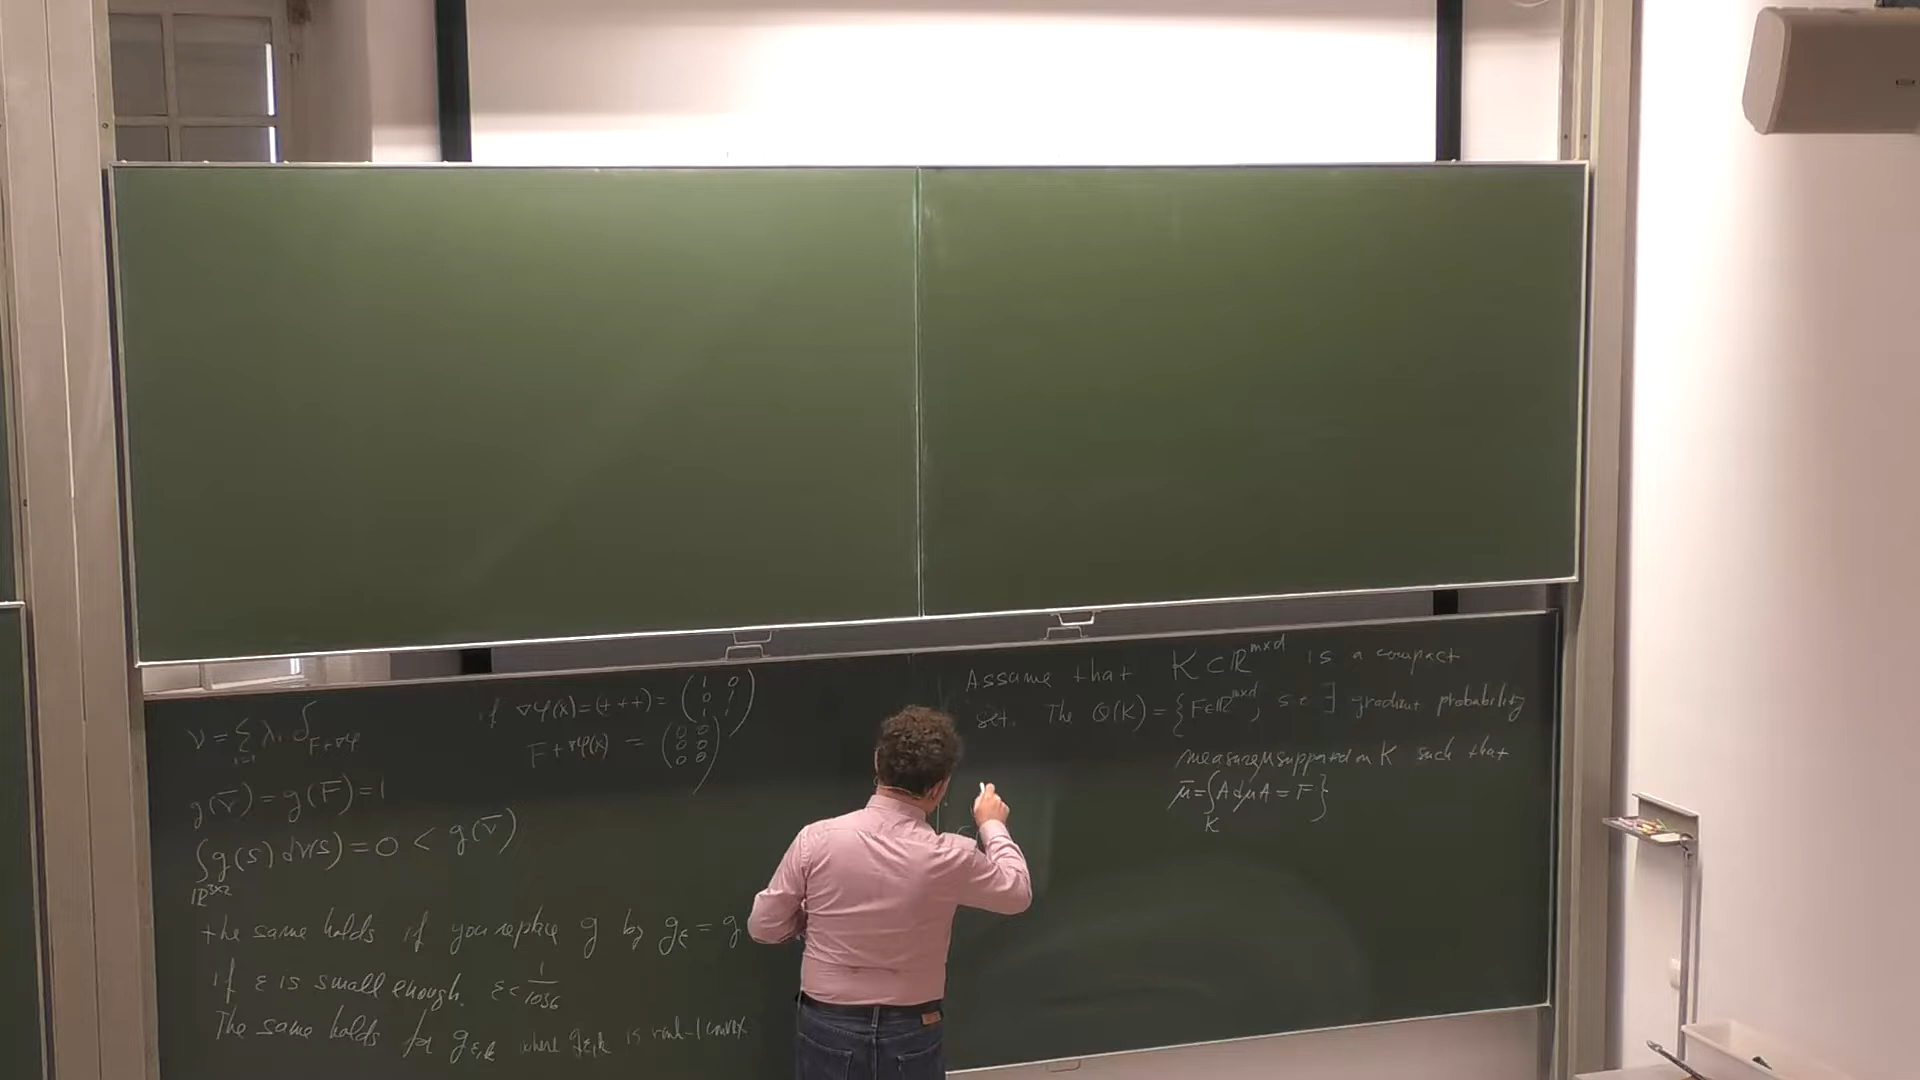 ν = Σ λᵢ δ_{F+∇φ}
i=1
if ∇φ(x) = (+ + +) = (1 0
0 1
1 1)
F + ∇φ(x) = (0 0
0 0
0 0)
g(ν̄) = g(F) = 1
∫ g(s) dν(s) = 0 < g(ν̄)
ℝ^{3×2}
the same holds if you replace g by g_ε = g
if ε is small enough. ε < 1/1056
The same holds for g_{ε,k} where g_{ε,k} is rank-1 convex
Assume that K ⊂ ℝ^{m×d} is a compact
set. The Q(K) = {F∈ℝ^{m×d}; s.t ∃ gradient probability
measure μ supported on K such that
μ̄ = ∫ A dμA = F}
K